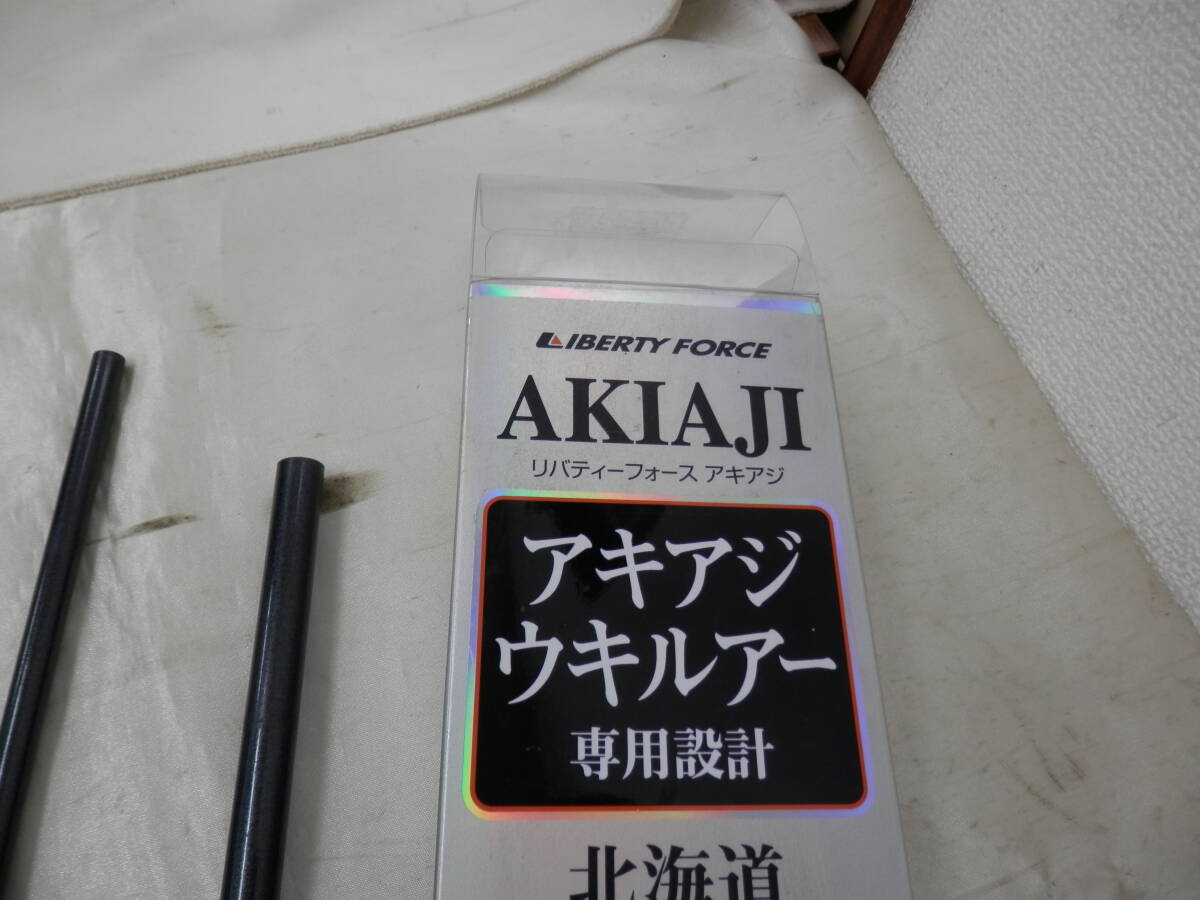 LIBERTY FORCE
AKIAJI
リバティーフォース アキアジ
アキアジ
ウキルアー
専用設計
北海道